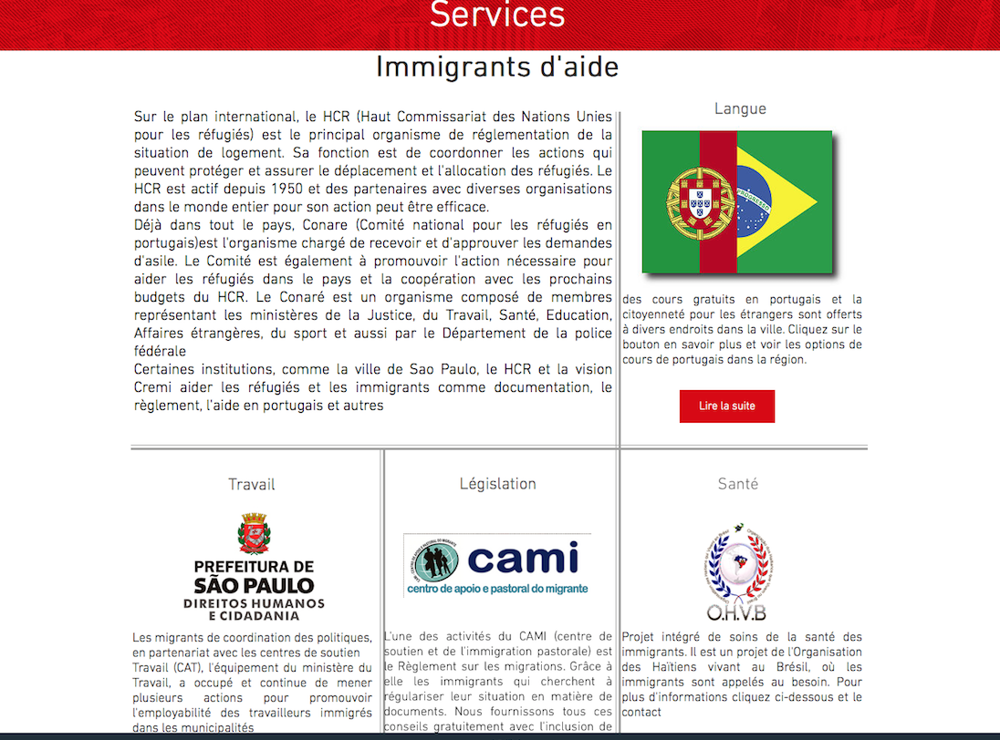 Services
Immigrants d'aide
Sur le plan international, le HCR (Haut Commissariat des Nations Unies
pour les réfugiés) est le principal organisme de réglementation de la
situation de logement. Sa fonction est de coordonner les actions qui
peuvent protéger et assurer le déplacement et l'allocation des réfugiés. Le
HCR est actif depuis 1950 et des partenaires avec diverses organisations
dans le monde entier pour son action peut être efficace.
Déjà dans tout le pays, Conare (Comité national pour les réfugiés en
portugais)est l'organisme chargé de recevoir et d'approuver les demandes
d'asile. Le Comité est également à promouvoir l'action nécessaire pour
aider les réfugiés dans le pays et la coopération avec les prochains
budgets du HCR. Le Conaré est un organisme composé de membres
représentant les ministères de la Justice, du Travail, Santé, Education,
Affaires étrangères, du sport et aussi par le Département de la police
fédérale
Certaines institutions, comme la ville de Sao Paulo, le HCR et la vision
Cremi aider les réfugiés et les immigrants comme documentation, le
règlement, l'aide en portugais et autres
Langue
PROGRESSO
des cours gratuits en portugais et la
citoyenneté pour les étrangers sont offerts
à divers endroits dans la ville. Cliquez sur le
bouton en savoir plus et voir les options de
cours de portugais dans la région.
Lire la suite
Travail
PREFEITURA DE
SÃO PAULO
DIREITOS HUMANOS
E CIDADANIA
Les migrants de coordination des politiques,
en partenariat avec les centres de soutien
Travail (CAT), l'équipement du ministère du
Travail, a occupé et continue de mener
plusieurs actions pour promouvoir
l'employabilité des travailleurs immigrés
dans les municipalités
Législation
cami
centro de apoio e pastoral do migrante
L'une des activités du CAMI (centre de
soutien et de l'immigration pastorale) est
le Règlement sur les migrations. Grâce à
elle les immigrants qui cherchent à
régulariser leur situation en matière de
documents. Nous fournissons tous ces
conseils gratuitement avec l'inclusion de
Santé
O.H.V.B
Projet intégré de soins de la santé des
immigrants. Il est un projet de l'Organisation
des Haïtiens vivant au Brésil, où les
immigrants sont appelés au besoin. Pour
plus d'informations cliquez ci-dessous et le
contact